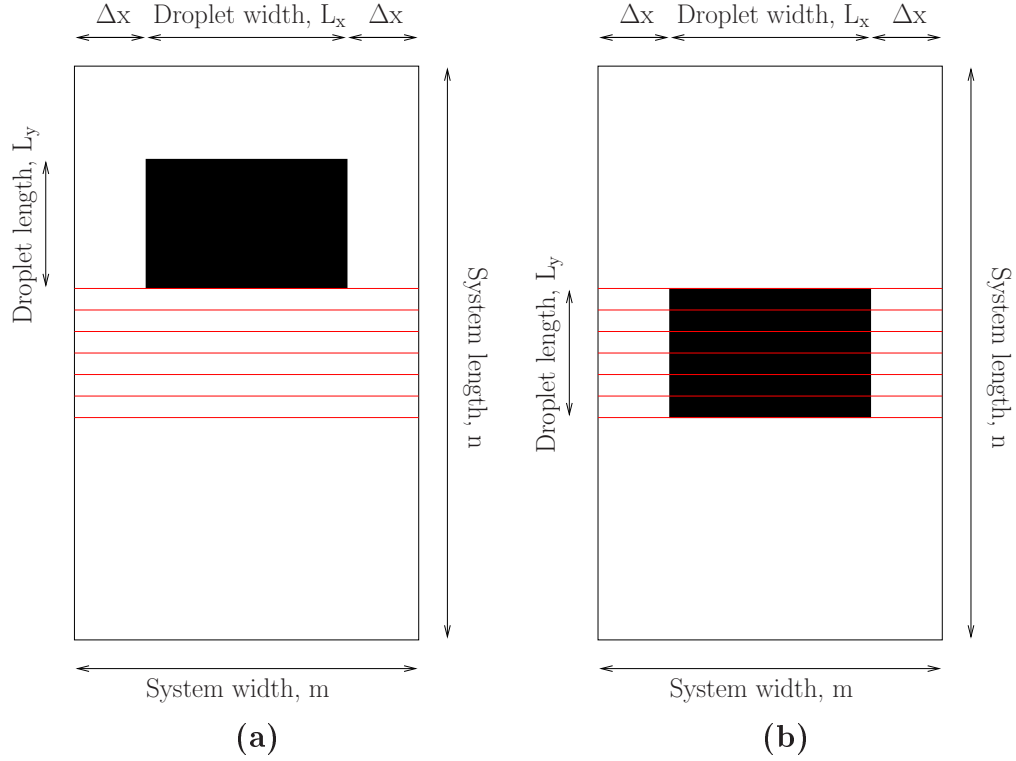 Δx Droplet width, Lx Δx
Droplet length, Ly
System length, n
System width, m
(a)
Δx Droplet width, Lx Δx
Droplet length, Ly
System length, n
System width, m
(b)